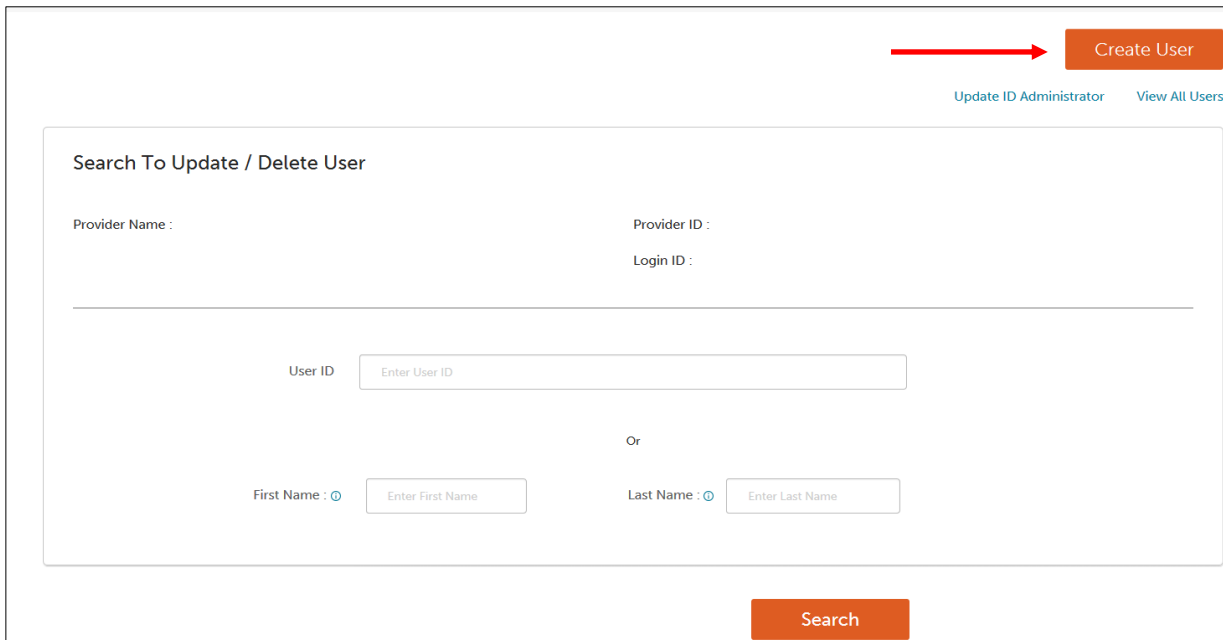 Create User
Update ID Administrator View All Users
Search To Update / Delete User
Provider Name : Provider ID :
Login ID :
User ID Enter User ID
Or
First Name : Enter First Name Last Name : Enter Last Name
Search